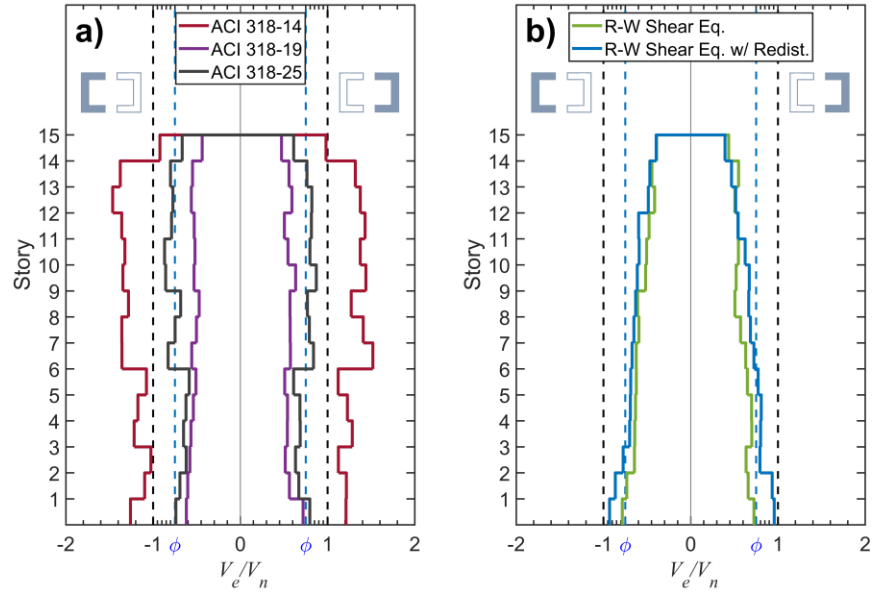 a)
ACI 318-14
ACI 318-19
ACI 318-25
Story
15
14
13
12
11
10
9
8
7
6
5
4
3
2
1
-2
-1
ϕ
0
ϕ
1
2
V_e/V_n
b)
R-W Shear Eq.
R-W Shear Eq. w/ Redist.
Story
15
14
13
12
11
10
9
8
7
6
5
4
3
2
1
-2
-1
ϕ
0
ϕ
1
2
V_e/V_n